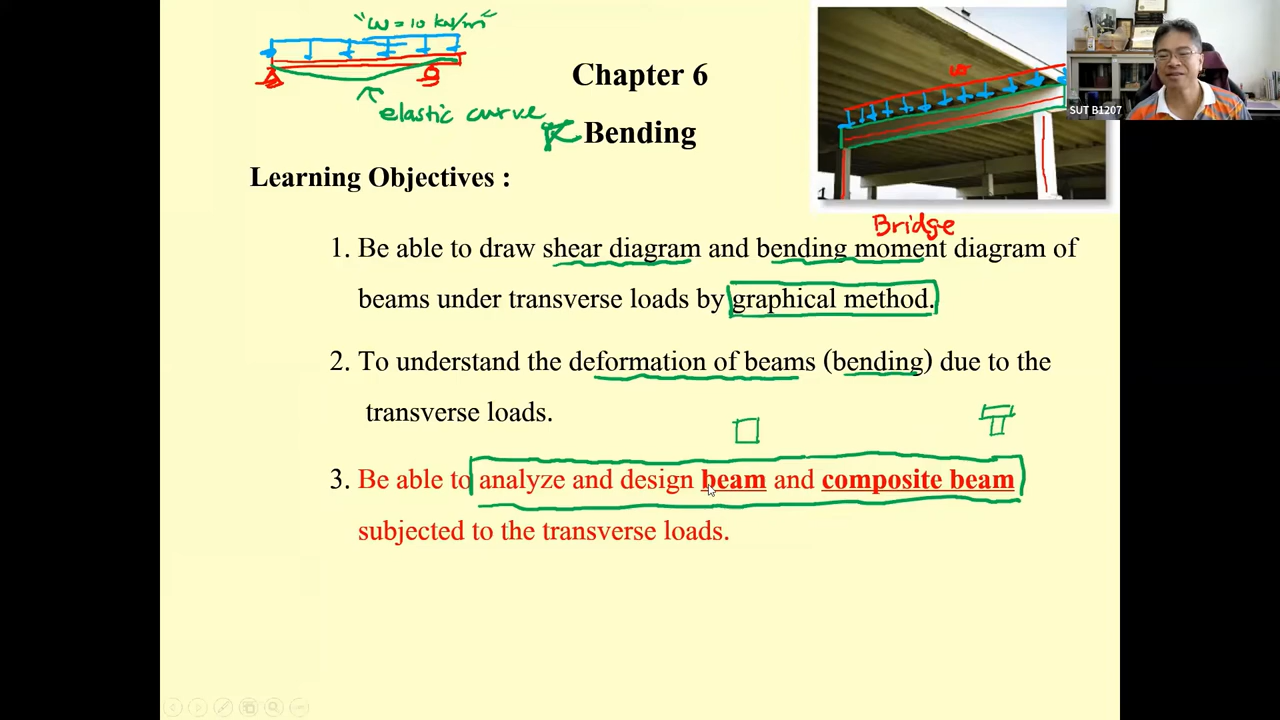 "w = 10 kN/m"
Chapter 6
elastic curve
Bending
SUT B1207
w
1
Bridge
Learning Objectives :
1. Be able to draw shear diagram and bending moment diagram of
beams under transverse loads by graphical method.
2. To understand the deformation of beams (bending) due to the
transverse loads.
3. Be able to analyze and design beam and composite beam
subjected to the transverse loads.